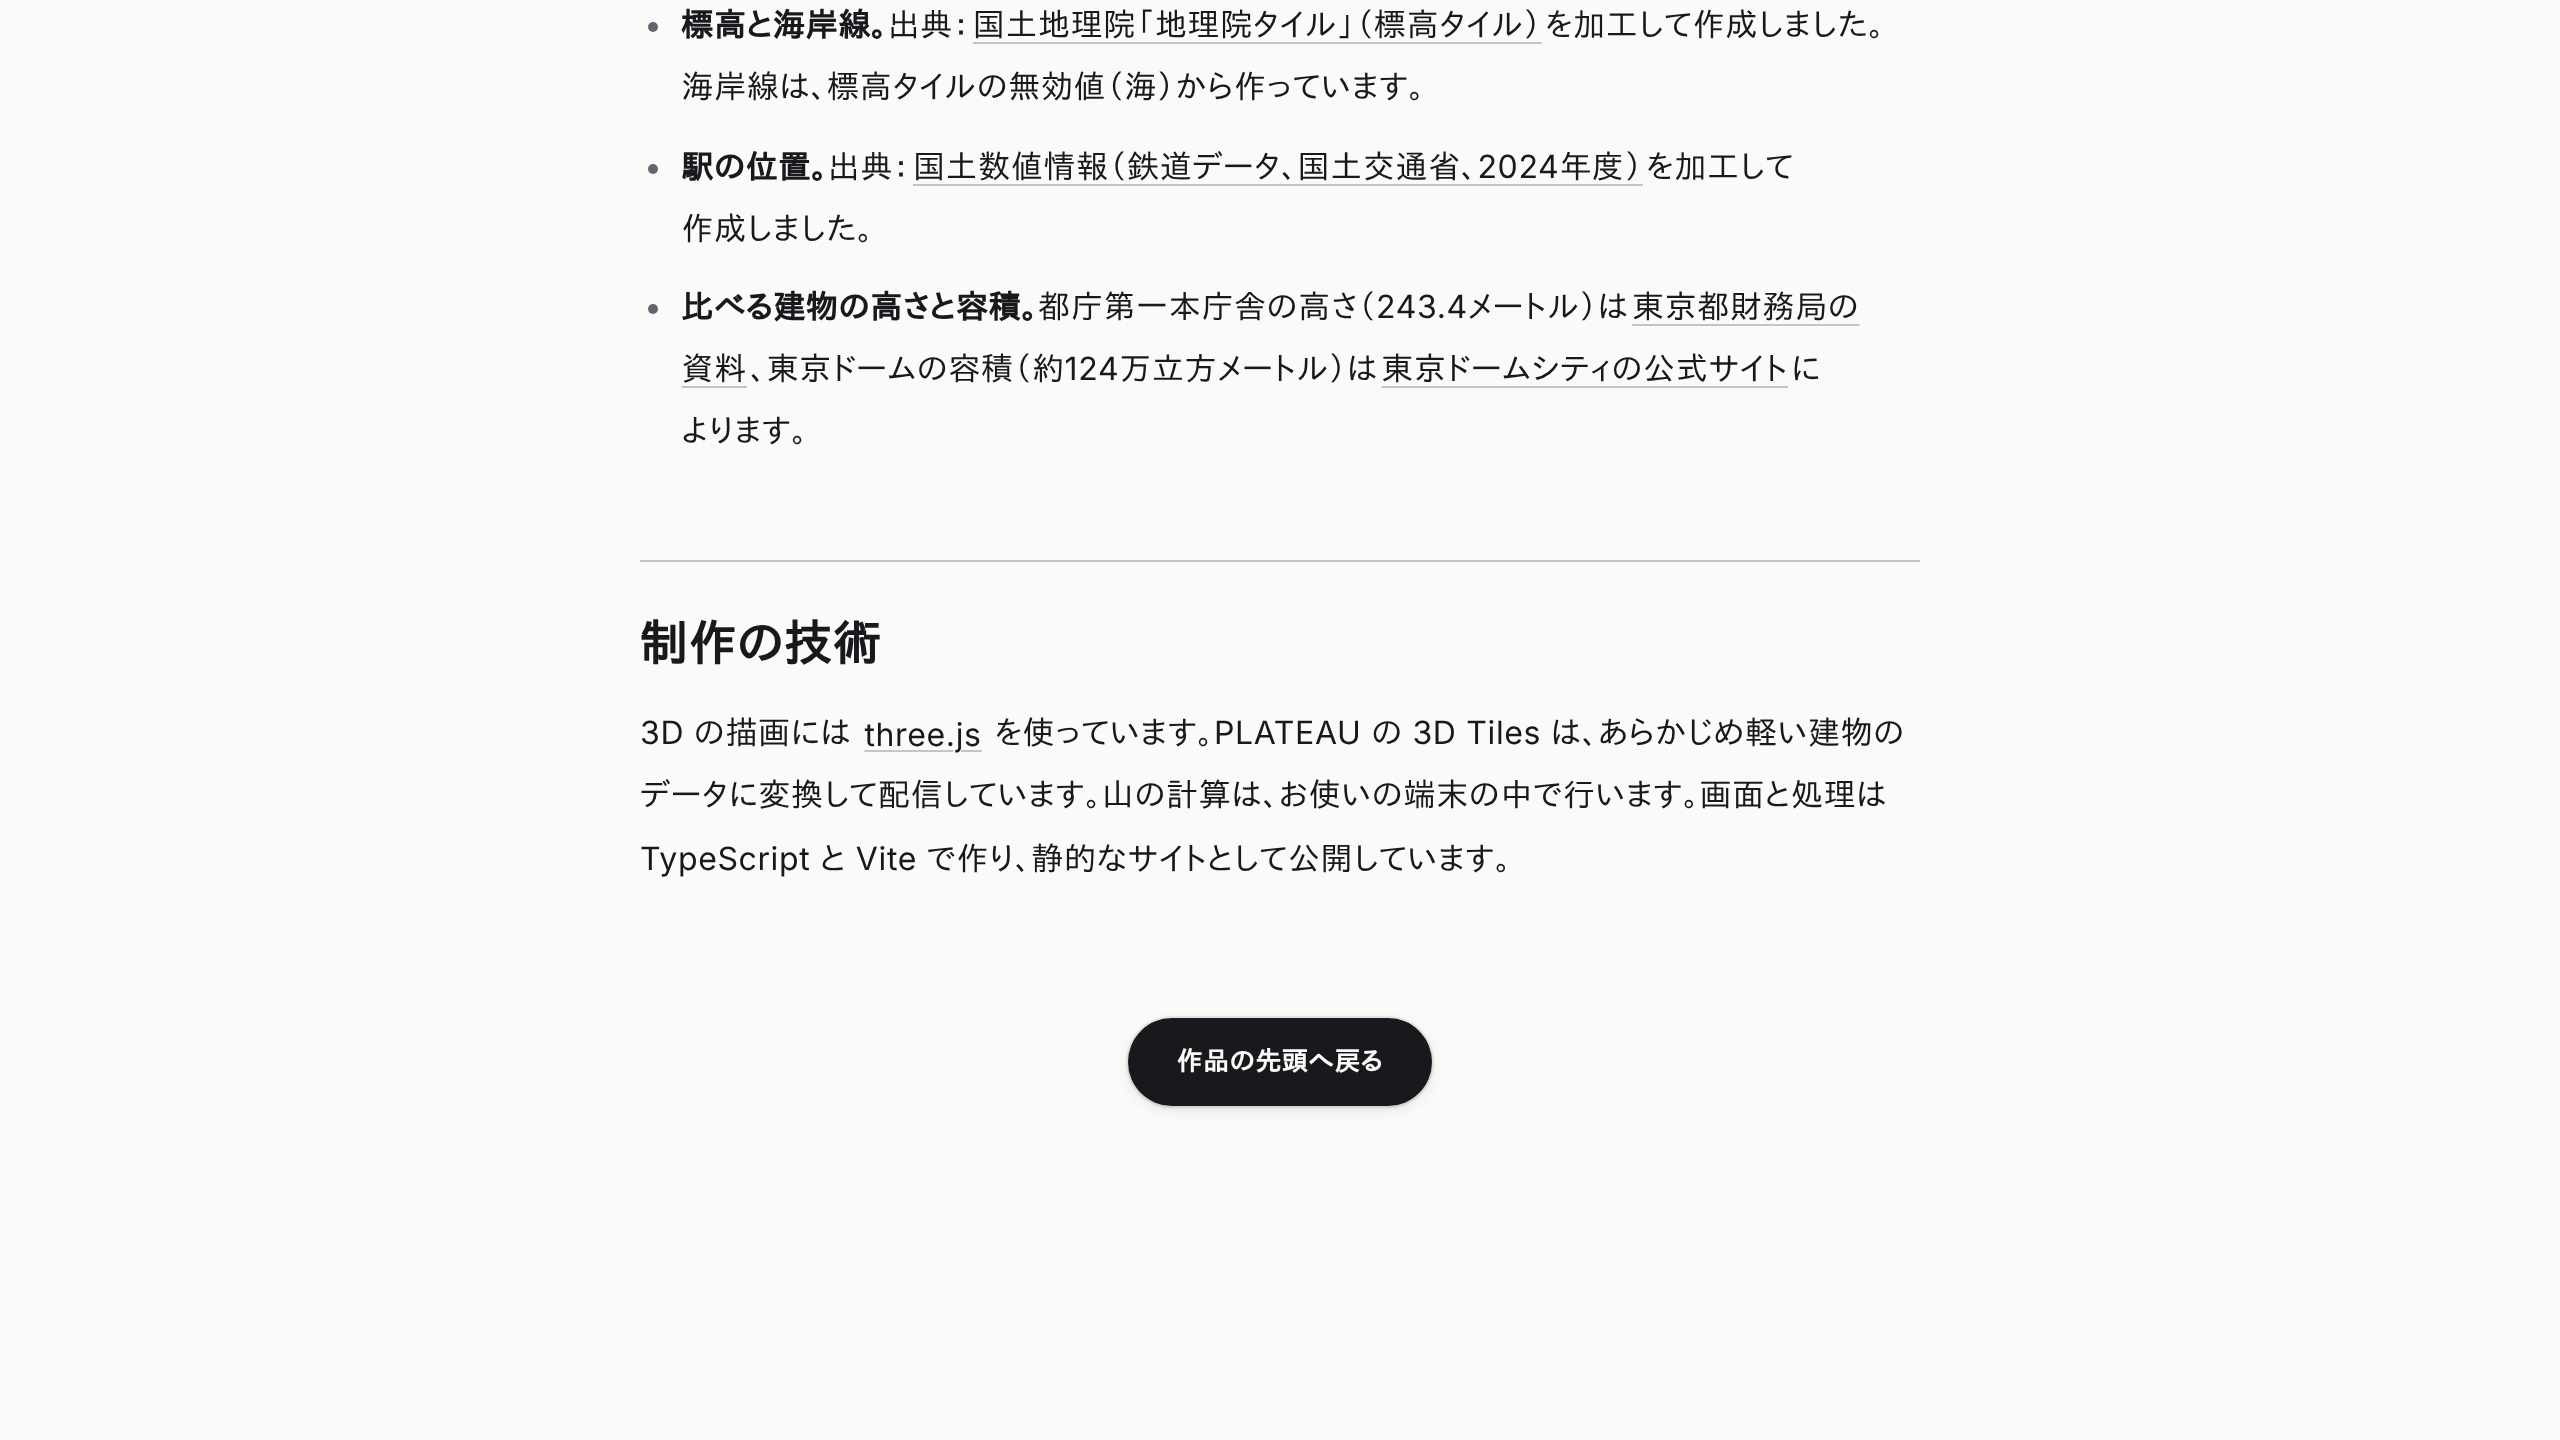 標高と海岸線。出典：国土地理院「地理院タイル」（標高タイル）を加工して作成しました。
海岸線は、標高タイルの無効値（海）から作っています。
駅の位置。出典：国土数値情報（鉄道データ、国土交通省、2024年度）を加工して
作成しました。
比べる建物の高さと容積。都庁第一本庁舎の高さ（243.4メートル）は東京都財務局の
資料、東京ドームの容積（約124万立方メートル）は東京ドームシティの公式サイトに
よります。
制作の技術
3D の描画には three.js を使っています。PLATEAU の 3D Tiles は、あらかじめ軽い建物の
データに変換して配信しています。山の計算は、お使いの端末の中で行います。画面と処理は
TypeScript と Vite で作り、静的なサイトとして公開しています。
作品の先頭へ戻る